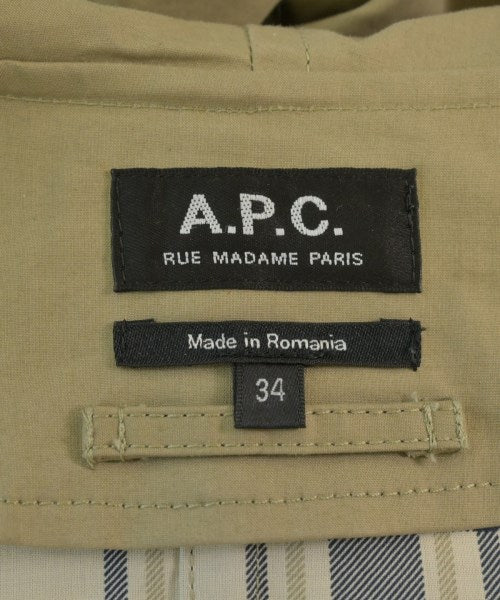 A.P.C.
RUE MADAME PARIS
Made in Romania
34